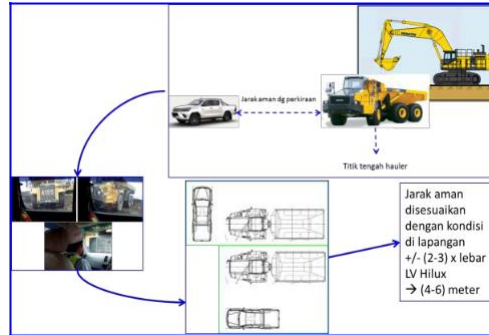 Jarak aman dg perkiraan
Titik tengah hauler
Jarak aman
disesuaikan
dengan kondisi
di lapangan
+/- (2-3) x lebar
LV Hilux
→ (4-6) meter